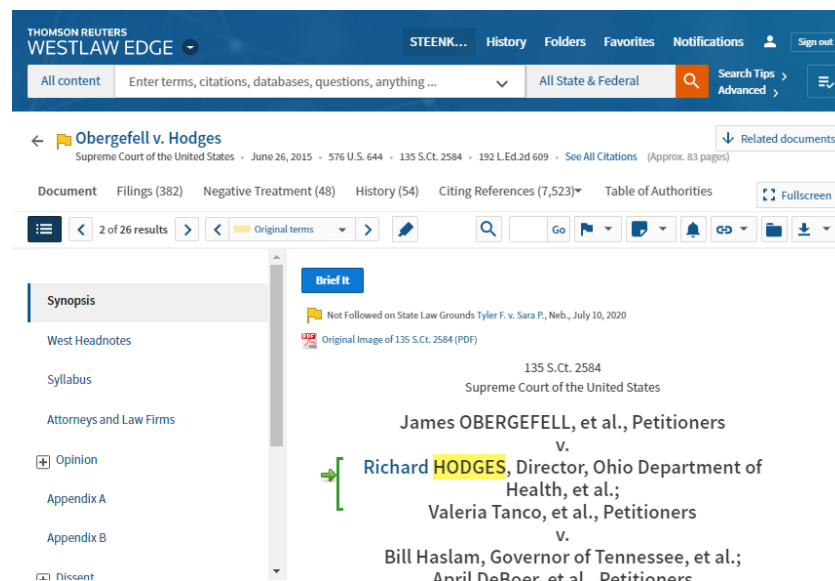 THOMSON REUTERS
WESTLAW EDGE
STEENK... History Folders Favorites Notifications Sign out
All content Enter terms, citations, databases, questions, anything ... All State & Federal Search Tips
Advanced
Obergefell v. Hodges
Related documents
Supreme Court of the United States · June 26, 2015 · 576 U.S. 644 · 135 S.Ct. 2584 · 192 L.Ed.2d 609 · See All Citations (Approx. 83 pages)
Document Filings (382) Negative Treatment (48) History (54) Citing References (7,523) Table of Authorities Fullscreen
2 of 26 results Original terms Go
Brief It
Synopsis
West Headnotes
Syllabus
Attorneys and Law Firms
Opinion
Appendix A
Appendix B
Dissent
Not Followed on State Law Grounds Tyler F. v. Sara P., Neb., July 10, 2020
PDF Original Image of 135 S.Ct. 2584 (PDF)
135 S.Ct. 2584
Supreme Court of the United States
James OBERGEFELL, et al., Petitioners
v.
Richard HODGES, Director, Ohio Department of
Health, et al.;
Valeria Tanco, et al., Petitioners
v.
Bill Haslam, Governor of Tennessee, et al.;
April DeBoer, et al., Petitioners